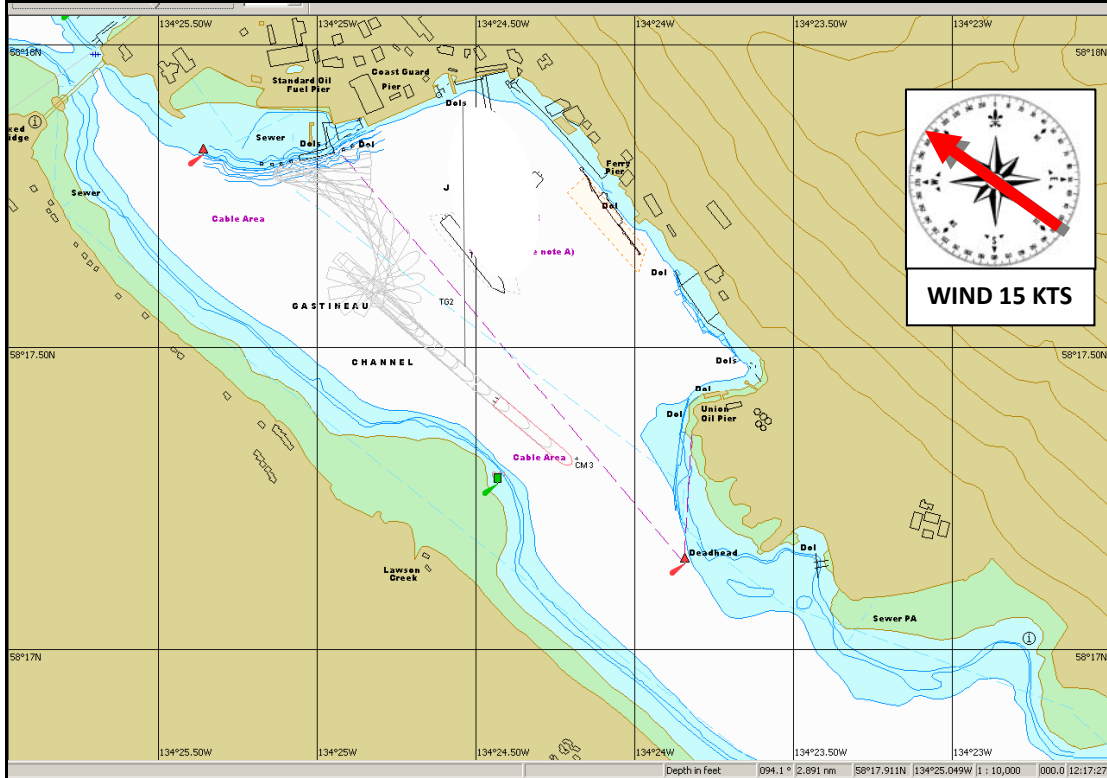 134°25.50W
134°25W
134°24.50W
134°24W
134°23.50W
134°23W
58°18N
58°18N
Standard Oil
Fuel Pier
Coast Guard
Pier
Dols
Sewer
Dols
Dol
xed
idge
Ferry
Pier
Sewer
J
Dol
Cable Area
e note A)
Dol
TG2
WIND 15 KTS
GASTINEAU
58°17.50N
58°17.50N
CHANNEL
Dols
Dol
Dol
Union
Oil Pier
Cable Area
CM 3
Deadhead
Dol
Lawson
Creek
Sewer PA
58°17N
58°17N
134°25.50W
134°25W
134°24.50W
134°24W
134°23.50W
134°23W
Depth in feet
094.1 °
2.891 nm
58°17.911N
134°25.049W
1 : 10,000
000.0
12:17:27